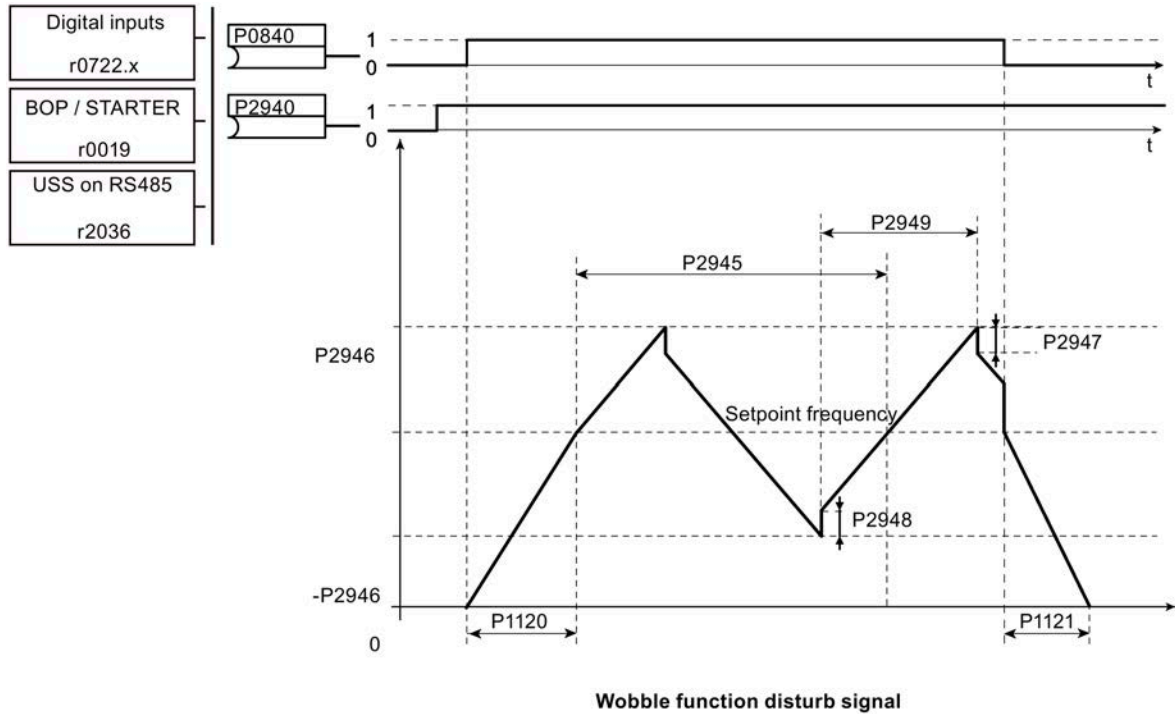 Digital inputs
r0722.x
BOP / STARTER
r0019
USS on RS485
r2036
P0840
1
0
t
P2940
1
0
t
P2949
P2945
P2946
P2947
Setpoint frequency
P2948
-P2946
P1120
P1121
0
Wobble function disturb signal